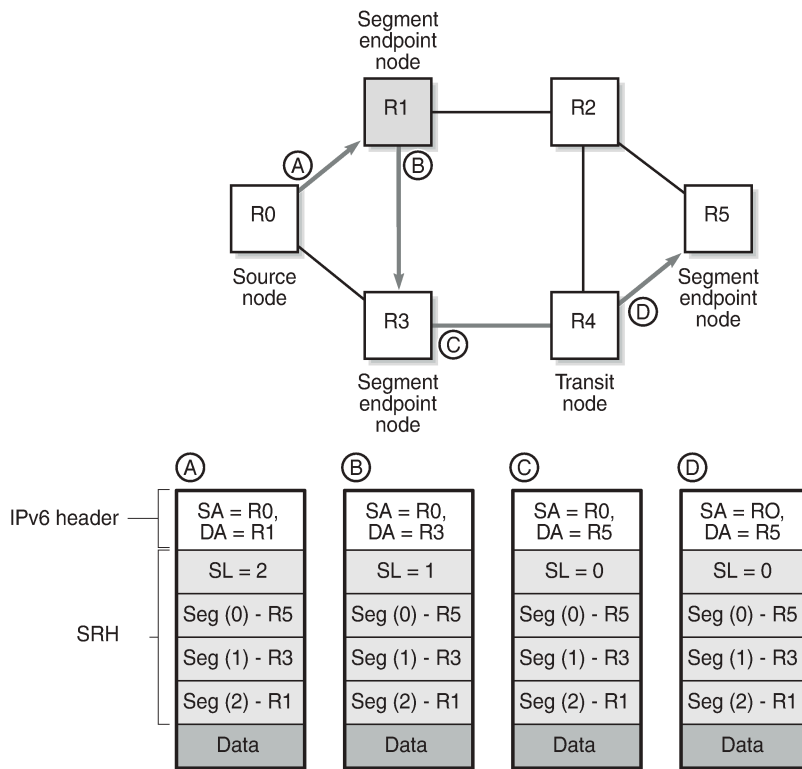 Segment
endpoint
node
R1
R2
A
B
R0
R5
Source
node
Segment
endpoint
node
R3
R4
C
D
Segment
endpoint
node
Transit
node
A
B
C
D
IPv6 header
SA = R0,
DA = R1
SA = R0,
DA = R3
SA = R0,
DA = R5
SA = RO,
DA = R5
SRH
SL = 2
SL = 1
SL = 0
SL = 0
Seg (0) - R5
Seg (0) - R5
Seg (0) - R5
Seg (0) - R5
Seg (1) - R3
Seg (1) - R3
Seg (1) - R3
Seg (1) - R3
Seg (2) - R1
Seg (2) - R1
Seg (2) - R1
Seg (2) - R1
Data
Data
Data
Data